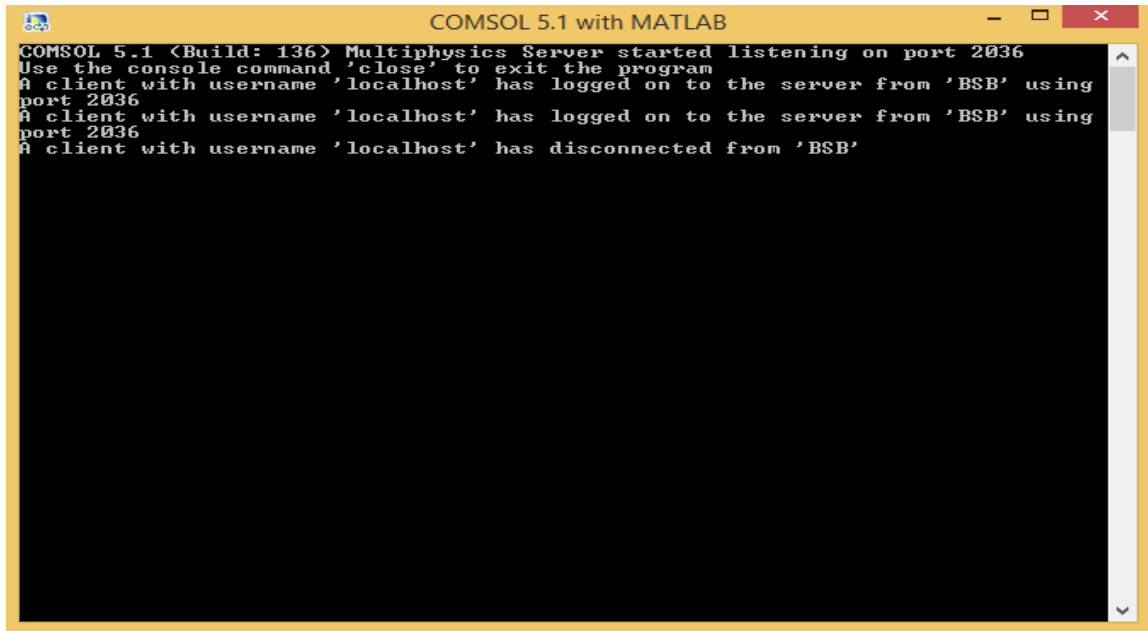 COMSOL 5.1 with MATLAB
COMSOL 5.1 (Build: 136) Multiphysics Server started listening on port 2036
Use the console command 'close' to exit the program
A client with username 'localhost' has logged on to the server from 'BSB' using
port 2036
A client with username 'localhost' has logged on to the server from 'BSB' using
port 2036
A client with username 'localhost' has disconnected from 'BSB'